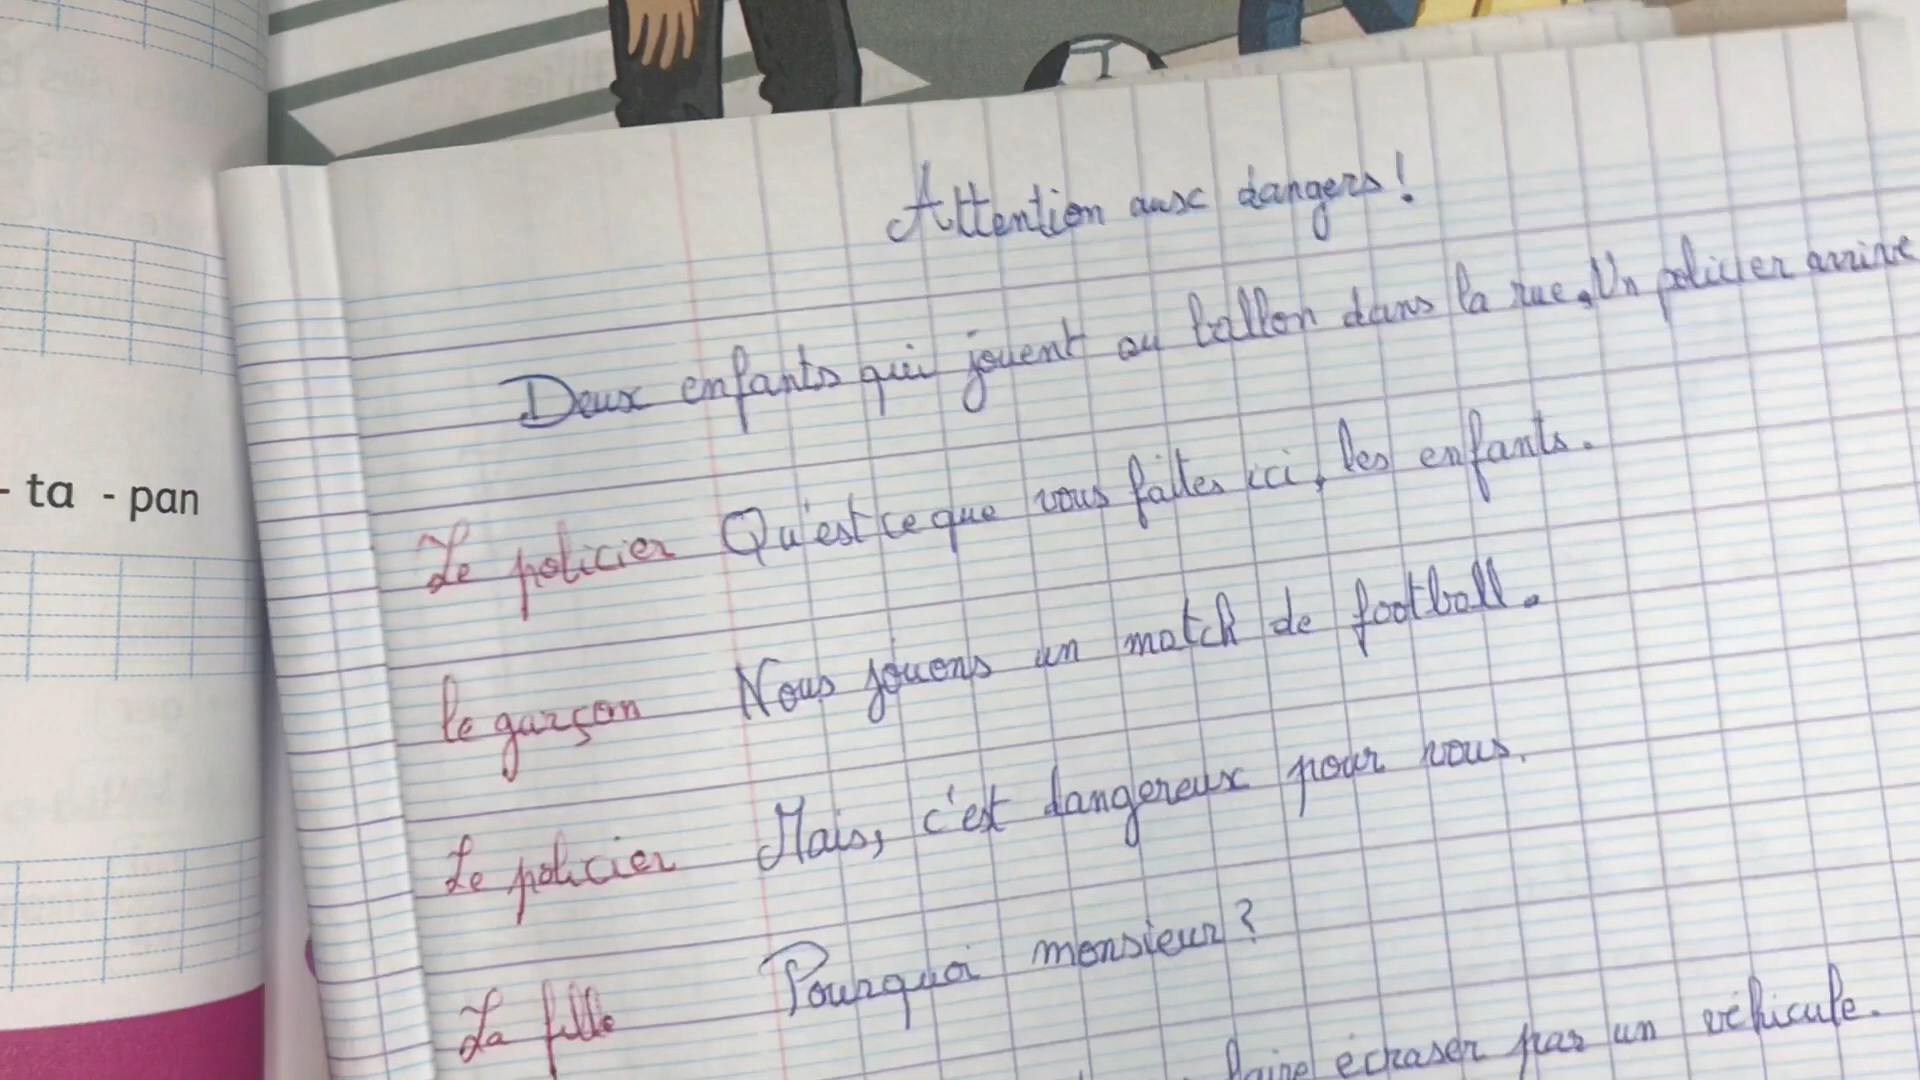 Attention aux dangers!
Deux enfants qui jouent au ballon dans la rue. Un policier arrive
- ta - pan
Le policier Qu'est ce que vous faites ici, les enfants.
le garçon Nous jouons un match de football.
Le policier Mais, c'est dangereux pour vous.
La fille Pourquoi monsieur?
faire écraser par un véhicule.